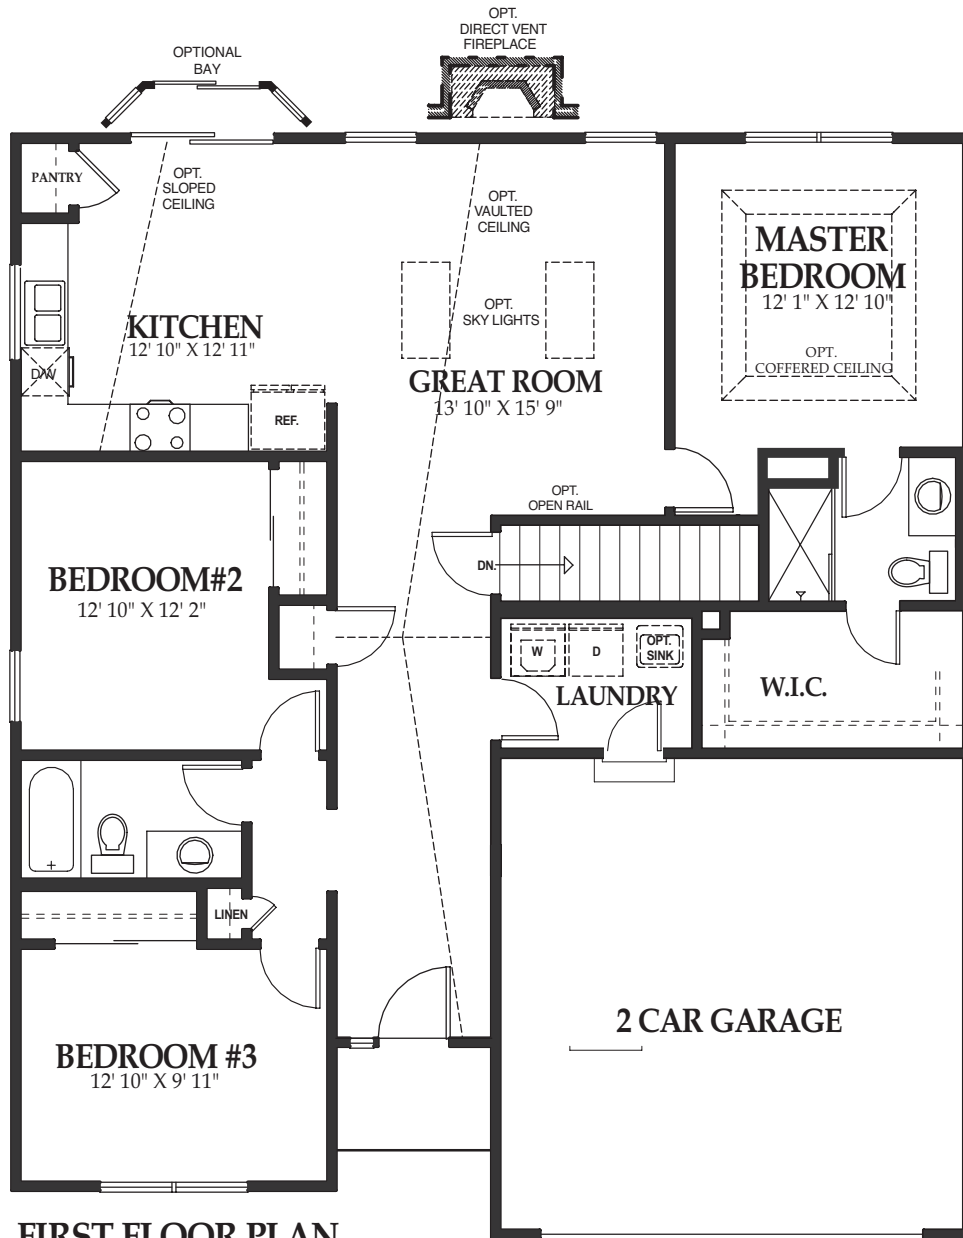 OPT.
DIRECT VENT
FIREPLACE
OPTIONAL
BAY
PANTRY
OPT.
SLOPED
CEILING
OPT.
VAULTED
CEILING
MASTER
BEDROOM
12' 1" X 12' 10"
OPT.
COFFERED CEILING
OPT.
SKY LIGHTS
KITCHEN
12' 10" X 12' 11"
D/W
REF.
GREAT ROOM
13' 10" X 15' 9"
OPT.
OPEN RAIL
DN.
BEDROOM#2
12' 10" X 12' 2"
W
D
OPT.
SINK
LAUNDRY
W.I.C.
LINEN
2 CAR GARAGE
BEDROOM #3
12' 10" X 9' 11"
FIRST FLOOR PLAN